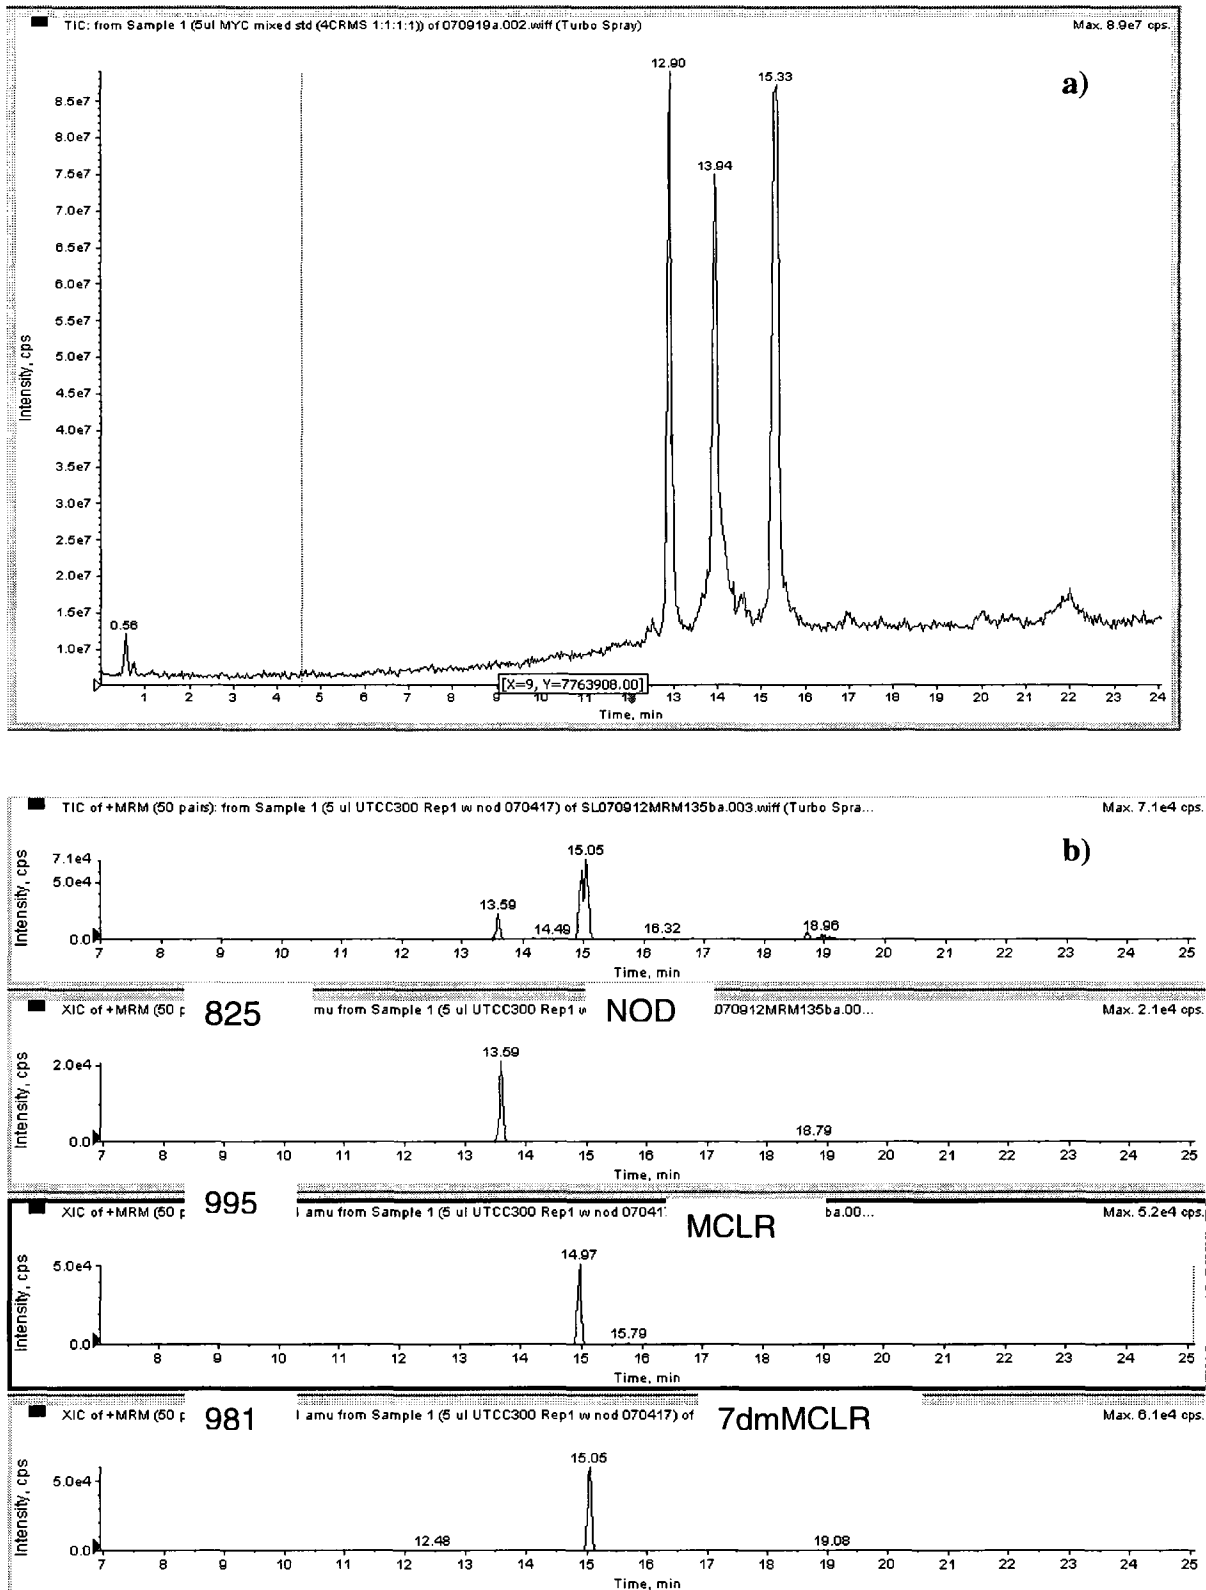 TIC: from Sample 1 (5ul MYC mixed std (4CRMS 1:1:1:1)) of 070919a.002.wiff (Turbo Spray) Max. 8.9e7 cps.
a)
12.90
15.33
13.94
8.5e7
8.0e7
7.5e7
7.0e7
6.5e7
6.0e7
5.5e7
5.0e7
4.5e7
4.0e7
3.5e7
3.0e7
2.5e7
2.0e7
1.5e7
1.0e7
0.56
Intensity, cps
[X=9, Y=7763908.00]
1 2 3 4 5 6 7 8 9 10 11 12 13 14 15 16 17 18 19 20 21 22 23 24
Time, min
TIC of +MRM (50 pairs): from Sample 1 (5 ul UTCC300 Rep1 w nod 070417) of SL070912MRM135ba.003.wiff (Turbo Spra... Max. 7.1e4 cps.
b)
Intensity, cps
7.1e4
5.0e4
0.0
13.59 14.49 15.05 16.32 18.96
7 8 9 10 11 12 13 14 15 16 17 18 19 20 21 22 23 24 25
Time, min
XIC of +MRM (50 p 825 mu from Sample 1 (5 ul UTCC300 Rep1 w NOD 070912MRM135ba.00... Max. 2.1e4 cps.
Intensity, cps
2.0e4
0.0
13.59 18.79
7 8 9 10 11 12 13 14 15 16 17 18 19 20 21 22 23 24 25
Time, min
XIC of +MRM (50 p 995 amu from Sample 1 (5 ul UTCC300 Rep1 w nod 07041 MCLR ba.00... Max. 5.2e4 cps.
Intensity, cps
5.0e4
0.0
14.97 15.79
8 9 10 11 12 13 14 15 16 17 18 19 20 21 22 23 24 25
Time, min
XIC of +MRM (50 p 981 amu from Sample 1 (5 ul UTCC300 Rep1 w nod 070417) of 7dmMCLR Max. 6.1e4 cps.
Intensity, cps
5.0e4
0.0
12.48 15.05 19.08
7 8 9 10 11 12 13 14 15 16 17 18 19 20 21 22 23 24 25
Time, min